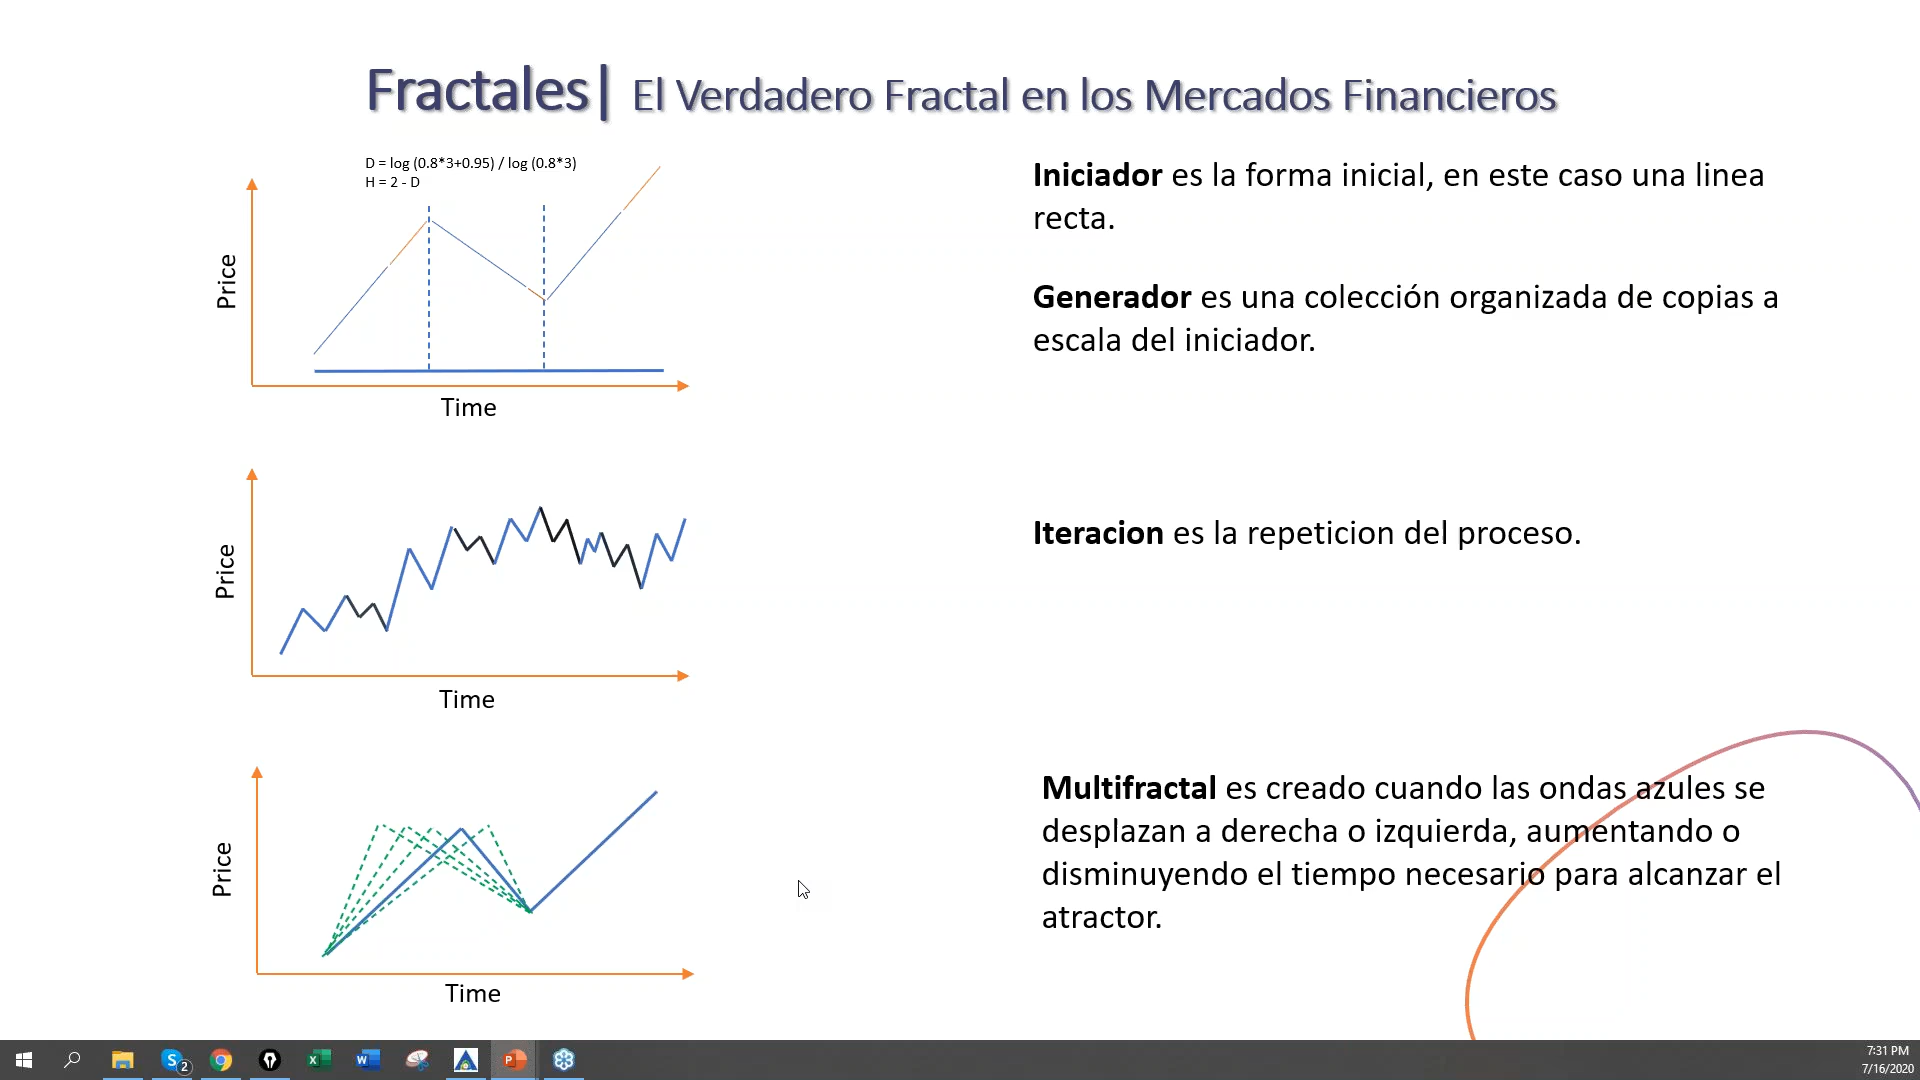 Fractales| El Verdadero Fractal en los Mercados Financieros
D = log (0.8*3+0.95) / log (0.8*3)
H = 2 - D
Price
Time
Iniciador es la forma inicial, en este caso una linea
recta.
Generador es una colección organizada de copias a
escala del iniciador.
Price
Time
Iteracion es la repeticion del proceso.
Price
Time
Multifractal es creado cuando las ondas azules se
desplazan a derecha o izquierda, aumentando o
disminuyendo el tiempo necesario para alcanzar el
atractor.
S
2
X
W
P
7:31 PM
7/16/2020